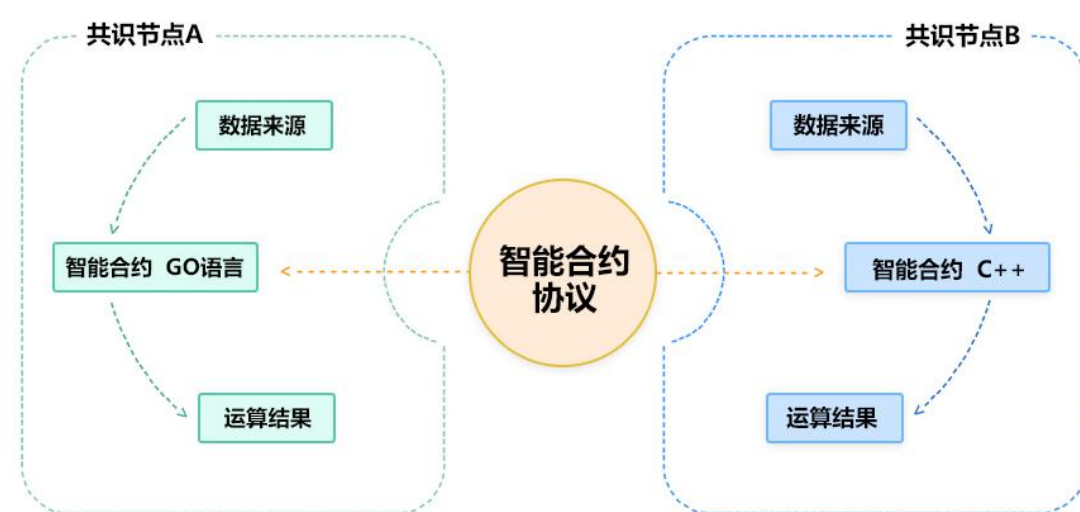 共识节点A
共识节点B
数据来源
数据来源
智能合约
协议
智能合约 GO语言
智能合约 C++
运算结果
运算结果